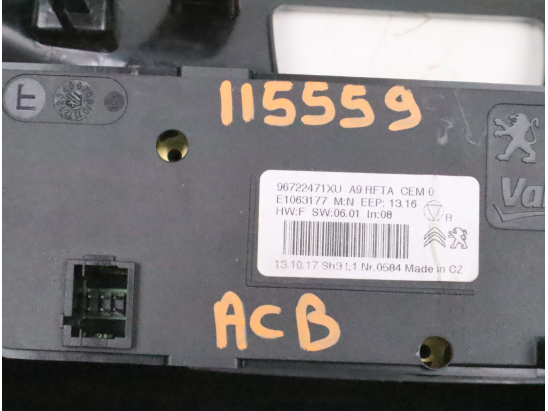 115559
96722471XU A9 RFTA CEM 0
E1063177 M:N EEP: 13.16
HW:F SW:06.01 In:08
R
13.10.17 Sh3 L1 Nr.0584 Made in CZ
Val
ACB